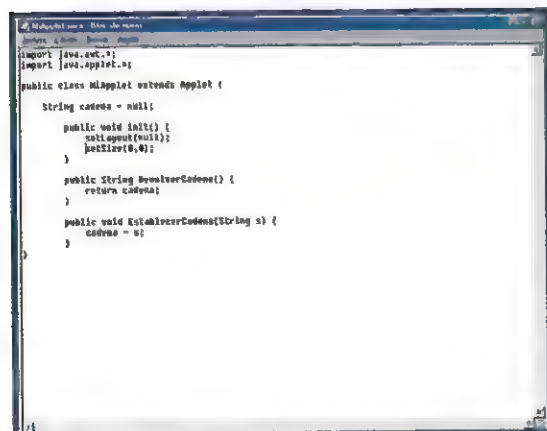 import java.awt.*;
import java.applet.*;
public class MiApplet extends Applet {
String cadena = null;
public void init() {
setLayout(null);
setSize(0,0);
}
public String DevolverCadena() {
return cadena;
}
public void EstablecerCadena(String s) {
cadena = s;
}
}